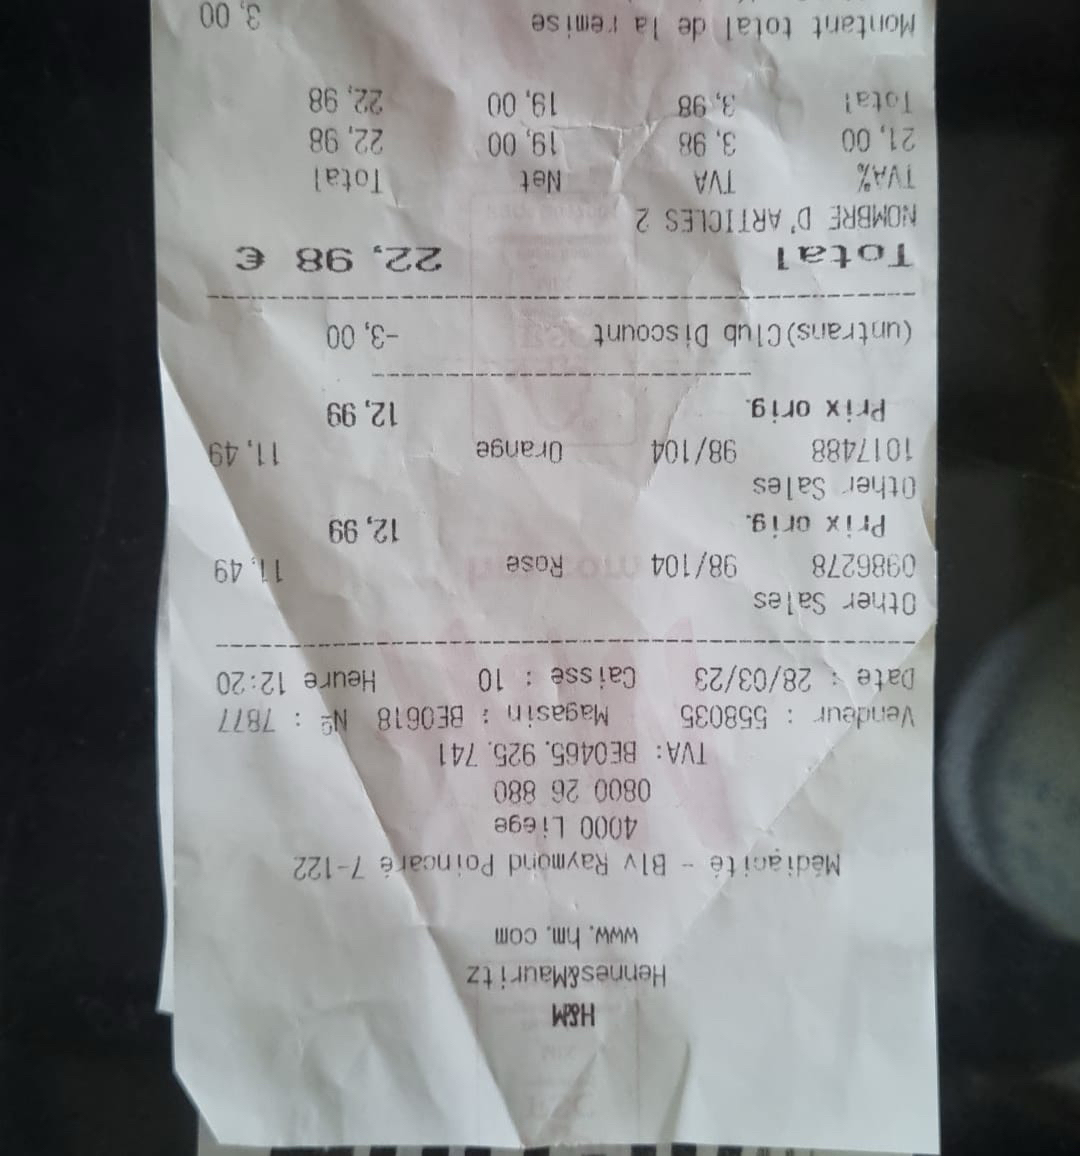 H&M
Hennes&Mauritz
www.hm.com
Médiacité - Blv Raymond Poincaré 7-122
4000 Liege
0800 26 880
TVA: BE0465.925.741
Vendeur : 558035 Magasin : BE0618 Nº : 7877
Date : 28/03/23 Caisse : 10 Heure 12:20
Other Sales
0986278 98/104 Rose 11,49
Prix orig. 12,99
Other Sales
1017488 98/104 Orange 11,49
Prix orig. 12,99
(untrans)Club Discount -3,00
Total 22,98 €
NOMBRE D'ARTICLES 2
TVA% TVA Net Total
21,00 3,98 19,00 22,98
Total 3,98 19,00 22,98
Montant total de la remise 3,00